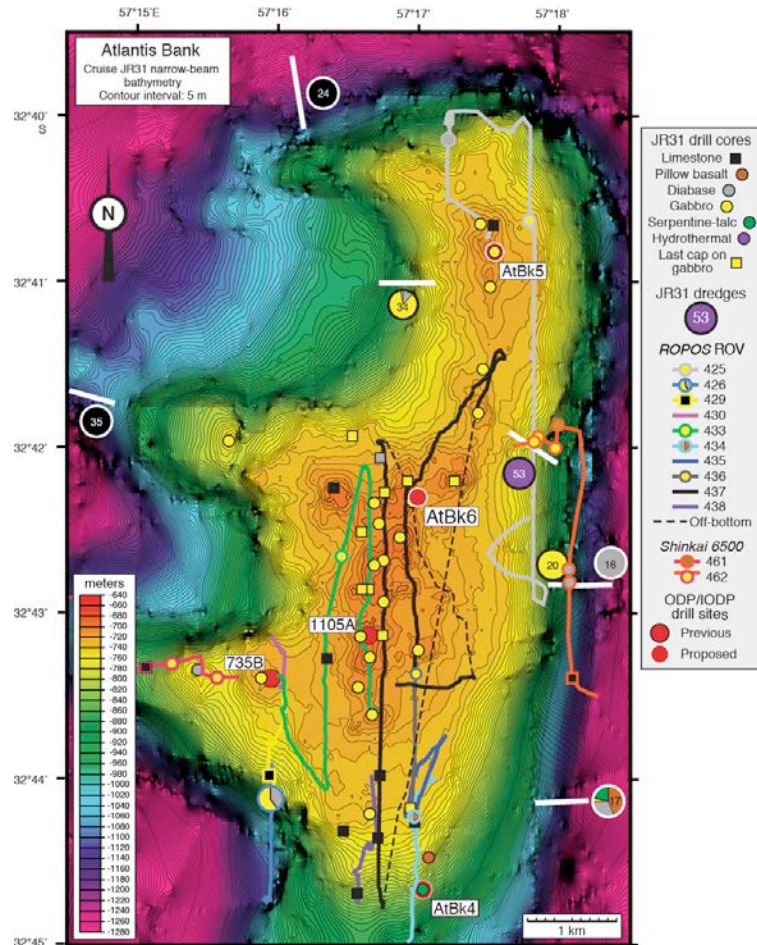 57°15'E
57°16'
57°17'
57°18'
Atlantis Bank
Cruise JR31 narrow-beam
bathymetry
Contour interval: 5 m
24
32°40'
S
N
AtBk5
32°41'
34
35
32°42'
53
AtBk6
20
16
meters
-640
-660
-680
-700
-720
-740
-760
-780
-800
-820
-840
-860
-880
-900
-920
-940
-960
-980
-1000
-1020
-1040
-1060
-1080
-1100
-1120
-1140
-1160
-1180
-1200
-1220
-1240
-1260
-1280
32°43'
1105A
735B
32°44'
17
AtBk4
1 km
32°45'
JR31 drill cores
Limestone
Pillow basalt
Diabase
Gabbro
Serpentine-talc
Hydrothermal
Last cap on
gabbro
JR31 dredges
53
ROPOS ROV
425
426
429
430
433
434
435
436
437
438
Off-bottom
Shinkai 6500
461
462
ODP/IODP
drill sites
Previous
Proposed